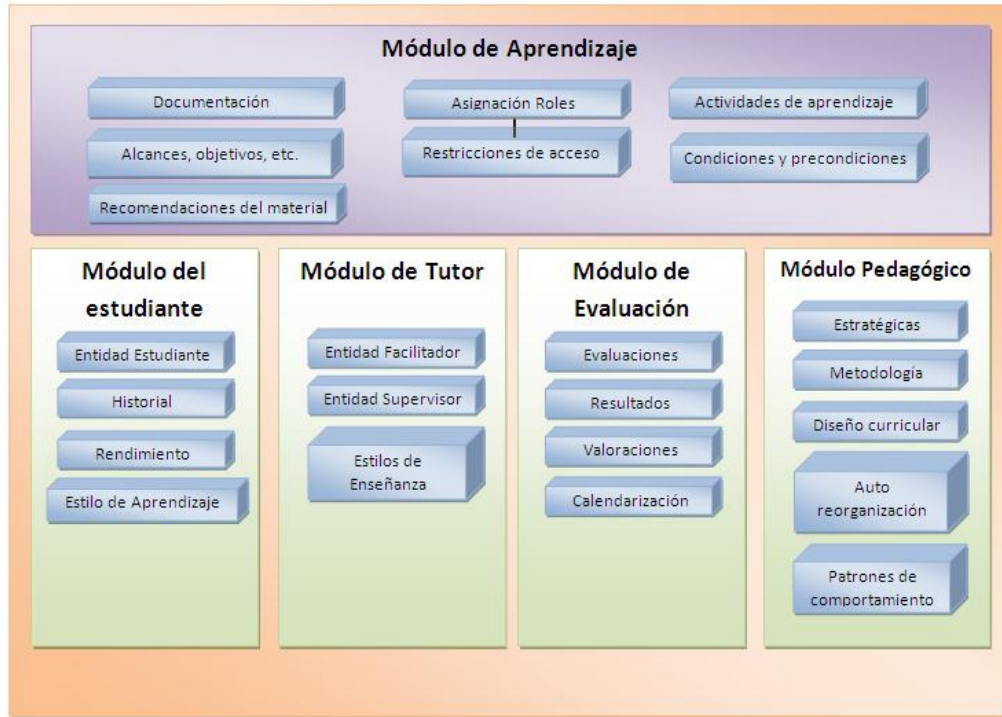 Módulo de Aprendizaje
Documentación
Asignación Roles
Actividades de aprendizaje
Alcances, objetivos, etc.
Restricciones de acceso
Condiciones y precondiciones
Recomendaciones del material
Módulo del
estudiante
Entidad Estudiante
Historial
Rendimiento
Estilo de Aprendizaje
Módulo de Tutor
Entidad Facilitador
Entidad Supervisor
Estilos de
Enseñanza
Módulo de
Evaluación
Evaluaciones
Resultados
Valoraciones
Calendarización
Módulo Pedagógico
Estratégicas
Metodología
Diseño curricular
Auto
reorganización
Patrones de
comportamiento